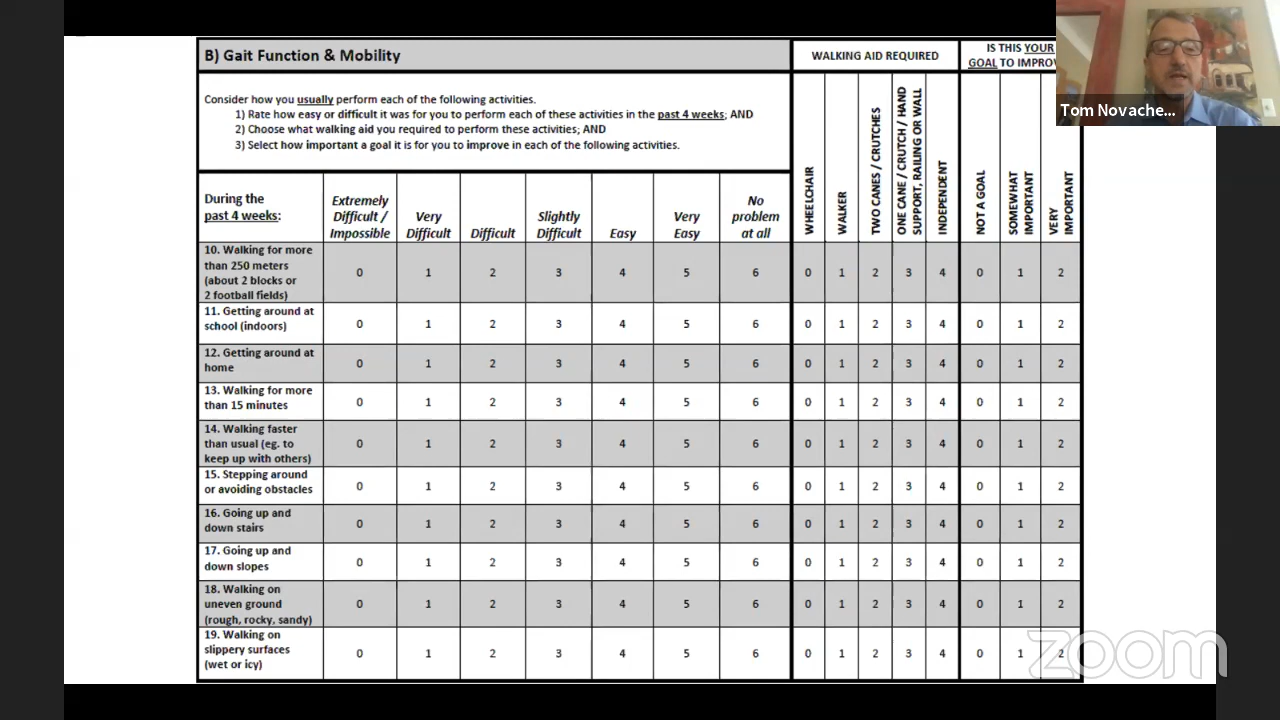 B) Gait Function & Mobility
WALKING AID REQUIRED
IS THIS YOUR
GOAL TO IMPROV
Tom Novache...
Consider how you usually perform each of the following activities.
1) Rate how easy or difficult it was for you to perform each of these activities in the past 4 weeks; AND
2) Choose what walking aid you required to perform these activities; AND
3) Select how important a goal it is for you to improve in each of the following activities.
During the
past 4 weeks:
Extremely
Difficult /
Impossible
Very
Difficult
Difficult
Slightly
Difficult
Easy
Very
Easy
No
problem
at all
WHEELCHAIR
WALKER
TWO CANES / CRUTCHES
ONE CANE / CRUTCH / HAND
SUPPORT, RAILING OR WALL
INDEPENDENT
NOT A GOAL
SOMEWHAT
IMPORTANT
VERY
IMPORTANT
10. Walking for more
than 250 meters
(about 2 blocks or
2 football fields)
0 1 2 3 4 5 6 0 1 2 3 4 0 1 2
11. Getting around at
school (indoors)
0 1 2 3 4 5 6 0 1 2 3 4 0 1 2
12. Getting around at
home
0 1 2 3 4 5 6 0 1 2 3 4 0 1 2
13. Walking for more
than 15 minutes
0 1 2 3 4 5 6 0 1 2 3 4 0 1 2
14. Walking faster
than usual (eg. to
keep up with others)
0 1 2 3 4 5 6 0 1 2 3 4 0 1 2
15. Stepping around
or avoiding obstacles
0 1 2 3 4 5 6 0 1 2 3 4 0 1 2
16. Going up and
down stairs
0 1 2 3 4 5 6 0 1 2 3 4 0 1 2
17. Going up and
down slopes
0 1 2 3 4 5 6 0 1 2 3 4 0 1 2
18. Walking on
uneven ground
(rough, rocky, sandy)
0 1 2 3 4 5 6 0 1 2 3 4 0 1 2
19. Walking on
slippery surfaces
(wet or icy)
0 1 2 3 4 5 6 0 1 2 3 4 0 1 2
zoom